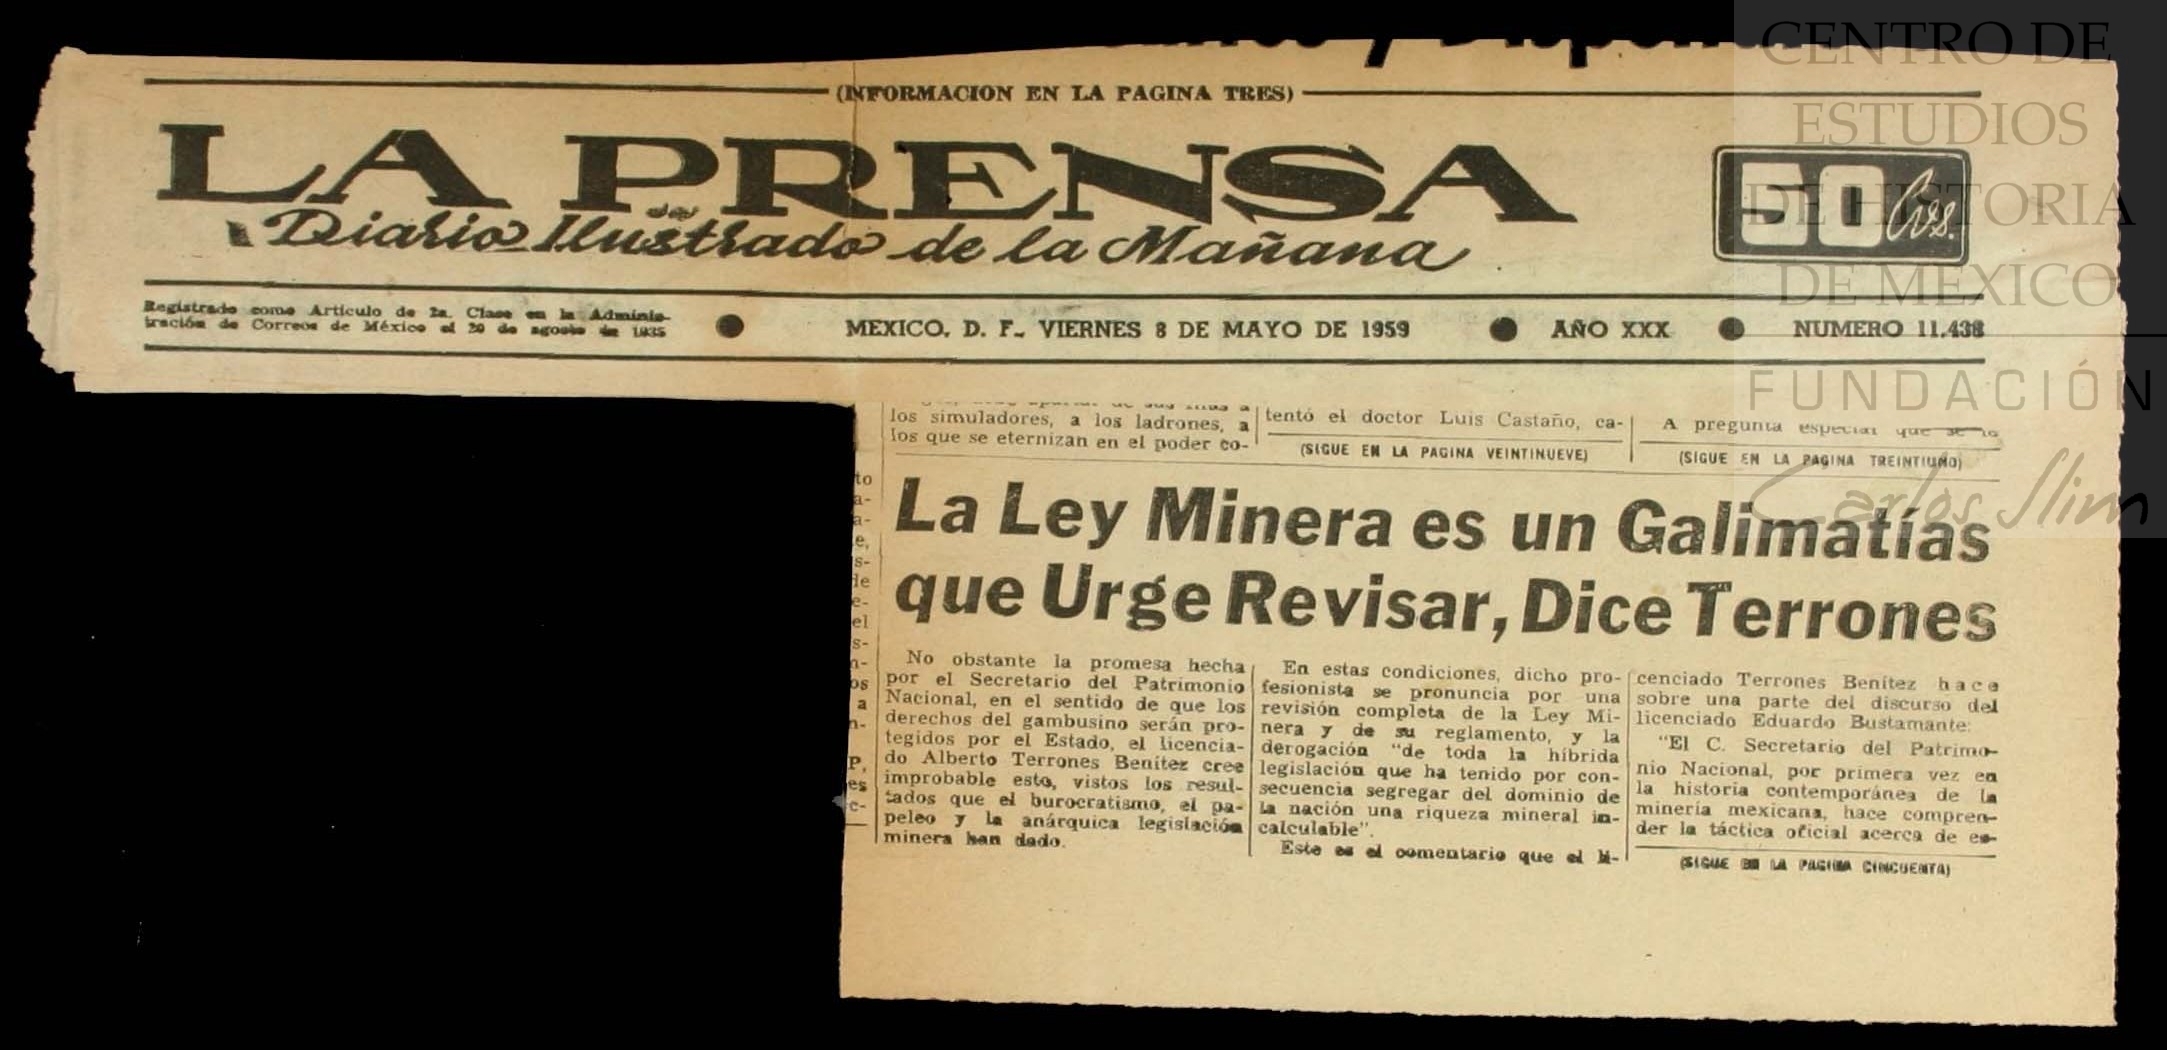 (INFORMACION EN LA PAGINA TRES)
LA PRENSA
Diario Ilustrado de la Mañana
50 Cvs.
Registrado como Artículo de 2a. Clase en la Adminis-
tración de Correos de México el 20 de agosto de 1935
MEXICO, D. F., VIERNES 8 DE MAYO DE 1959
AÑO XXX
NUMERO 11.438
los simuladores, a los ladrones, a
los que se eternizan en el poder co-
tentó el doctor Luis Castaño, ca-
(SIGUE EN LA PAGINA VEINTINUEVE)
A pregunta especial que se lo
(SIGUE EN LA PAGINA TREINTIUNO)
La Ley Minera es un Galimatías
que Urge Revisar, Dice Terrones
No obstante la promesa hecha
por el Secretario del Patrimonio
Nacional, en el sentido de que los
derechos del gambusino serán pro-
tegidos por el Estado, el licencia-
do Alberto Terrones Benítez cree
improbable esto, vistos los resul-
tados que el burocratismo, el pa-
peleo y la anárquica legislación
minera han dado.
En estas condiciones, dicho pro-
fesionista se pronuncia por una
revisión completa de la Ley Mi-
nera y de su reglamento, y la
derogación "de toda la híbrida
legislación que ha tenido por con-
secuencia segregar del dominio de
la nación una riqueza mineral in-
calculable".
Este es el comentario que el li-
cenciado Terrones Benítez hace
sobre una parte del discurso del
licenciado Eduardo Bustamante:
"El C. Secretario del Patrimo-
nio Nacional, por primera vez en
la historia contemporánea de la
minería mexicana, hace compren-
der la táctica oficial acerca de es-
(SIGUE EN LA PAGINA CINCUENTA)
CENTRO DE
ESTUDIOS
DE HISTORIA
DE MEXICO
FUNDACIÓN
Carlos Slim